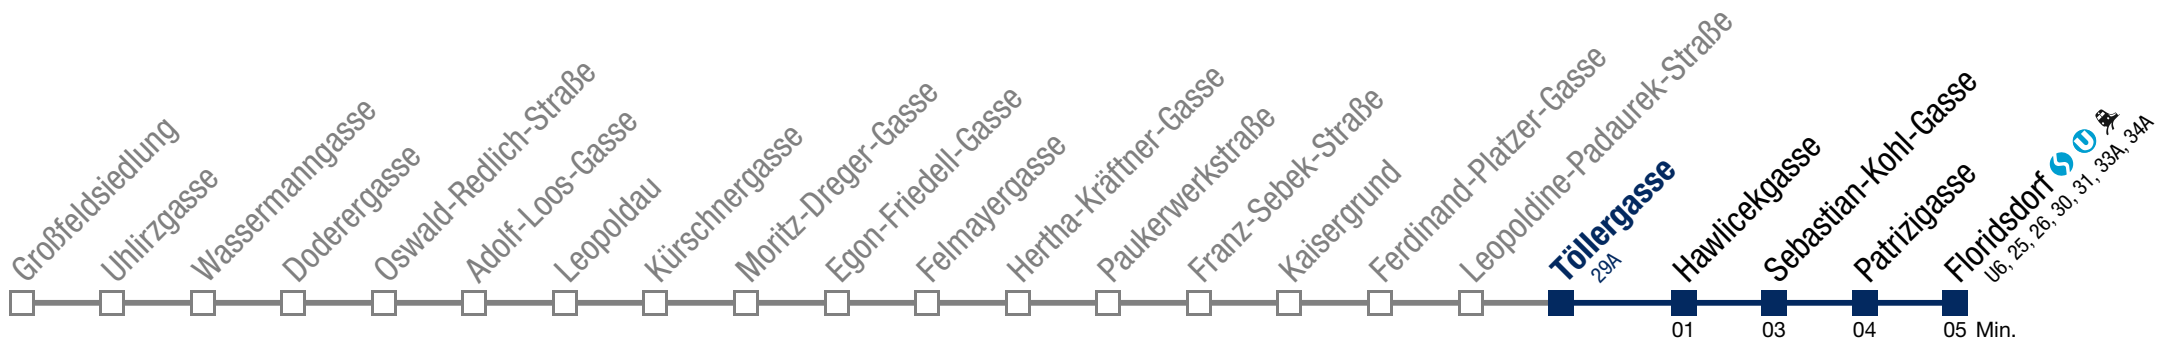 Großfeldsiedlung
Uhlirzgasse
Wassermanngasse
Doderergasse
Oswald-Redlich-Straße
Adolf-Loos-Gasse
Leopoldau
Kürschnergasse
Moritz-Dreger-Gasse
Egon-Friedell-Gasse
Felmayergasse
Hertha-Kräftner-Gasse
Paukerwerkstraße
Franz-Sebek-Straße
Kaisergrund
Ferdinand-Platzer-Gasse
Leopoldine-Padaurek-Straße
Töllergasse
29A
Hawlicekgasse
Sebastian-Kohl-Gasse
Patrizigasse
Floridsdorf S U
U6, 25, 26, 30, 31, 33A, 34A
01 03 04 05 Min.